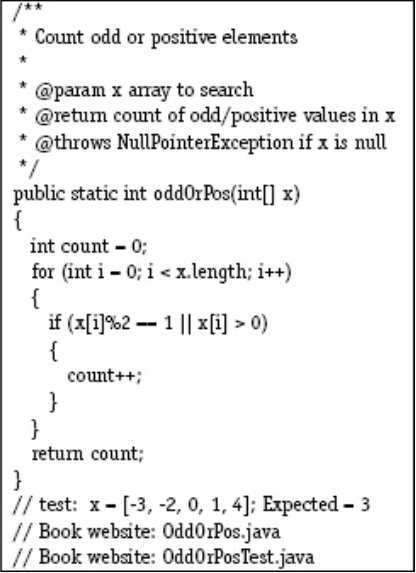 /**
 * Count odd or positive elements
 *
 * @param x array to search
 * @return count of odd/positive values in x
 * @throws NullPointerException if x is null
 */
public static int oddOrPos(int[] x)
{
   int count = 0;
   for (int i = 0; i < x.length; i++)
   {
      if (x[i]%2 == 1 || x[i] > 0)
      {
         count++;
      }
   }
   return count;
}
// test: x = [-3, -2, 0, 1, 4]; Expected = 3
// Book website: OddOrPos.java
// Book website: OddOrPosTest.java